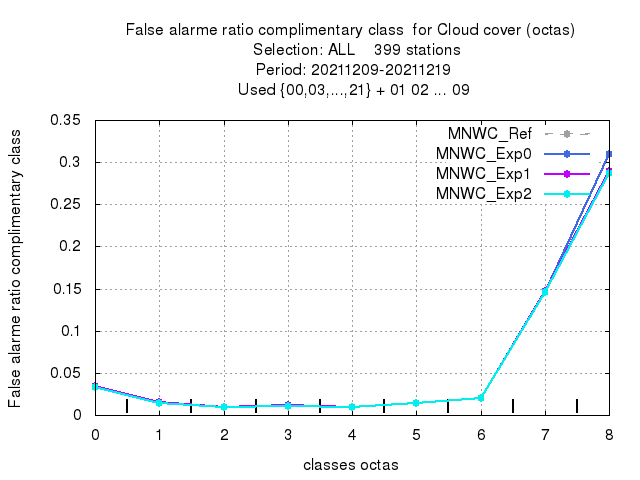 False alarme ratio complimentary class  for Cloud cover (octas)
Selection: ALL    399 stations
Period: 20211209-20211219
Used {00,03,...,21} + 01 02 ... 09
False alarme ratio complimentary class
0.35
0.3
0.25
0.2
0.15
0.1
0.05
0
MNWC_Ref
MNWC_Exp0
MNWC_Exp1
MNWC_Exp2
0 1 2 3 4 5 6 7 8
classes octas